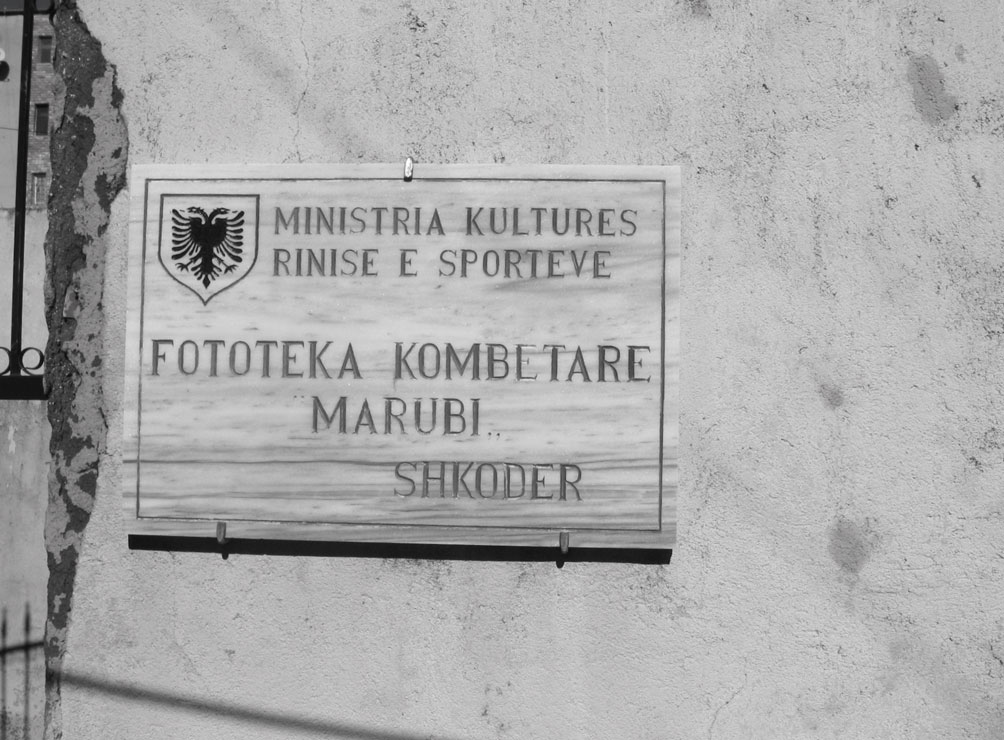 MINISTRIA KULTURES
RINISE E SPORTEVE
FOTOTEKA KOMBETARE
"MARUBI„
SHKODER